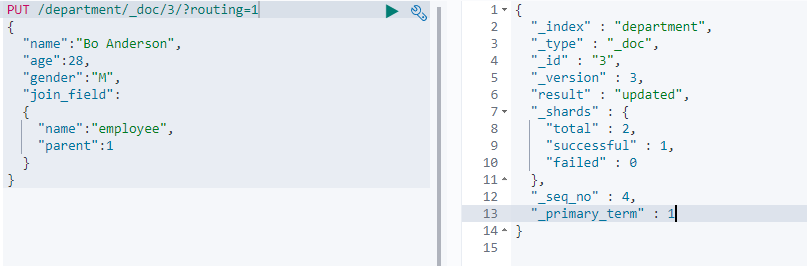 PUT /department/_doc/3/?routing=1
{
  "name":"Bo Anderson",
  "age":28,
  "gender":"M",
  "join_field":
  {
    "name":"employee",
    "parent":1
  }
}
1 {
2   "_index" : "department",
3   "_type" : "_doc",
4   "_id" : "3",
5   "_version" : 3,
6   "result" : "updated",
7   "_shards" : {
8     "total" : 2,
9     "successful" : 1,
10     "failed" : 0
11   },
12   "_seq_no" : 4,
13   "_primary_term" : 1
14 }
15